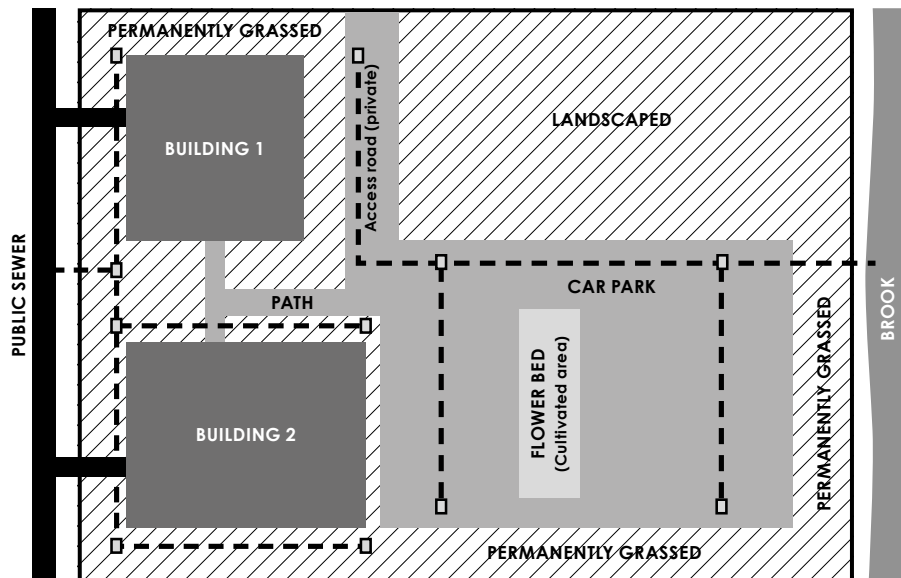 PERMANENTLY GRASSED
BUILDING 1
Access road (private)
LANDSCAPED
PUBLIC SEWER
PATH
CAR PARK
BROOK
FLOWER BED
(Cultivated area)
PERMANENTLY GRASSED
BUILDING 2
PERMANENTLY GRASSED